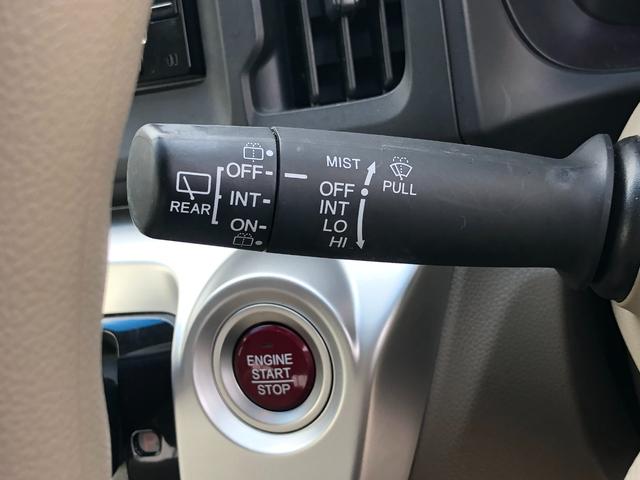 OFF
INT
ON
REAR
MIST
OFF
INT
LO
HI
PULL
ENGINE
START
STOP